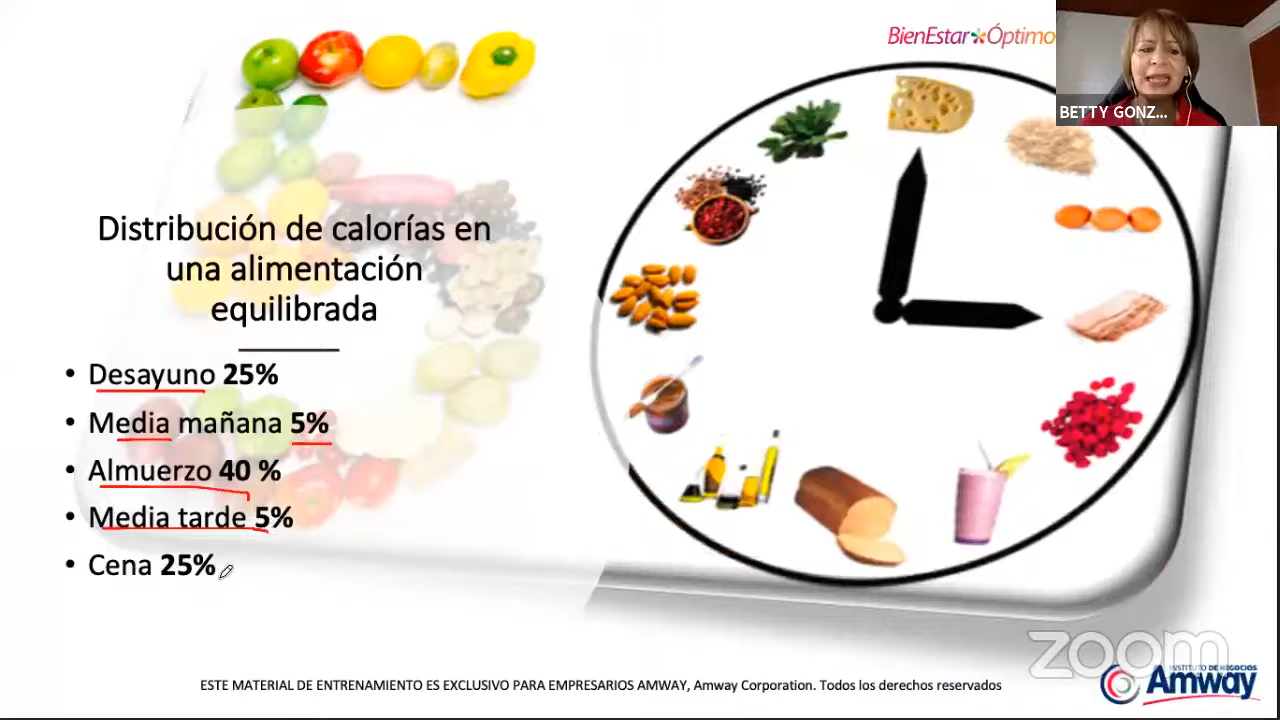 BienEstar Óptimo
BETTY GONZ...
Distribución de calorías en
una alimentación
equilibrada
• Desayuno 25%
• Media mañana 5%
• Almuerzo 40 %
• Media tarde 5%
• Cena 25%
zoom
INSTITUTO DE NEGOCIOS
Amway
ESTE MATERIAL DE ENTRENAMIENTO ES EXCLUSIVO PARA EMPRESARIOS AMWAY, Amway Corporation. Todos los derechos reservados